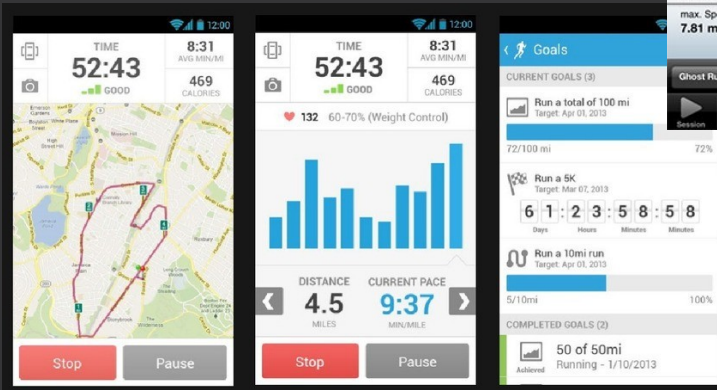 12:00
TIME
52:43
GOOD
8:31
AVG MIN/MI
469
CALORIES
Stop
Pause
12:00
TIME
52:43
GOOD
8:31
AVG MIN/MI
469
CALORIES
132 60-70% (Weight Control)
DISTANCE
4.5
MILES
CURRENT PACE
9:37
MIN/MILE
Stop
Pause
Goals
CURRENT GOALS (3)
Run a total of 100 mi
Target: Apr 01, 2013
72/100 mi 72%
Run a 5K
Target: Mar 07, 2013
6 1 : 2 3 : 5 8 : 5 8
Days Hours Minutes Minutes
Run a 10mi run
Target: Apr 01, 2013
5/10mi 100%
COMPLETED GOALS (2)
50 of 50mi
Achieved Running - 1/10/2013
max. Sp
7.81 m
Ghost Ru
Session